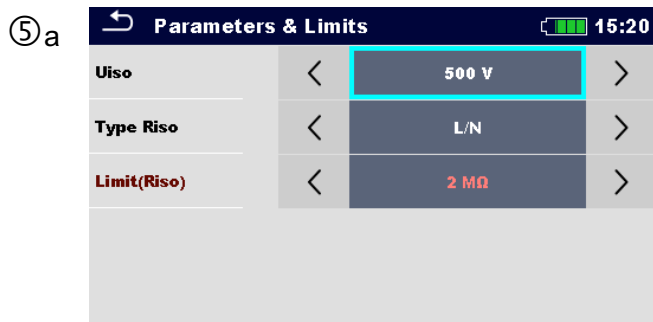 ⑤a
Parameters & Limits 15:20
Uiso 500 V
Type Riso L/N
Limit(Riso) 2 MΩ